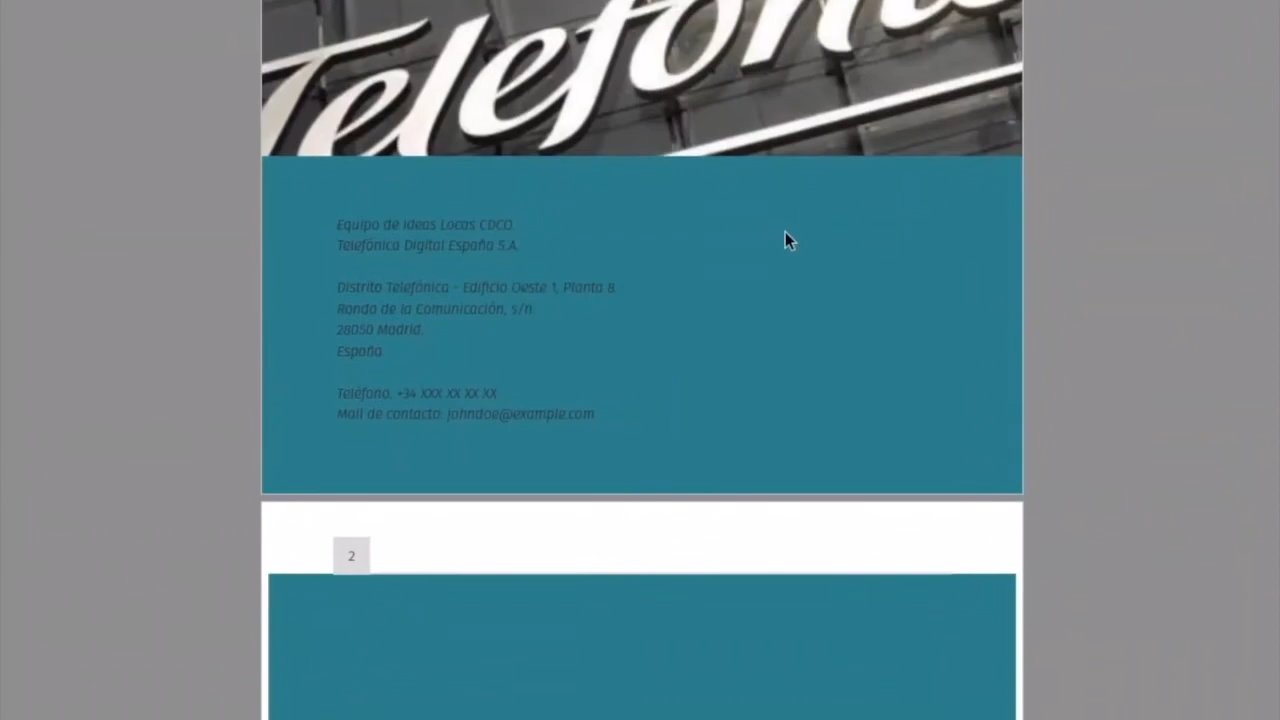 Telefónica
Equipo de Ideas Locas CDCO.
Telefónica Digital España S.A.
Distrito Telefónica - Edificio Oeste 1, Planta 8.
Ronda de la Comunicación, s/n.
28050 Madrid.
España
Teléfono. +34 XXX XX XX XX
Mail de contacto: johndoe@example.com
2